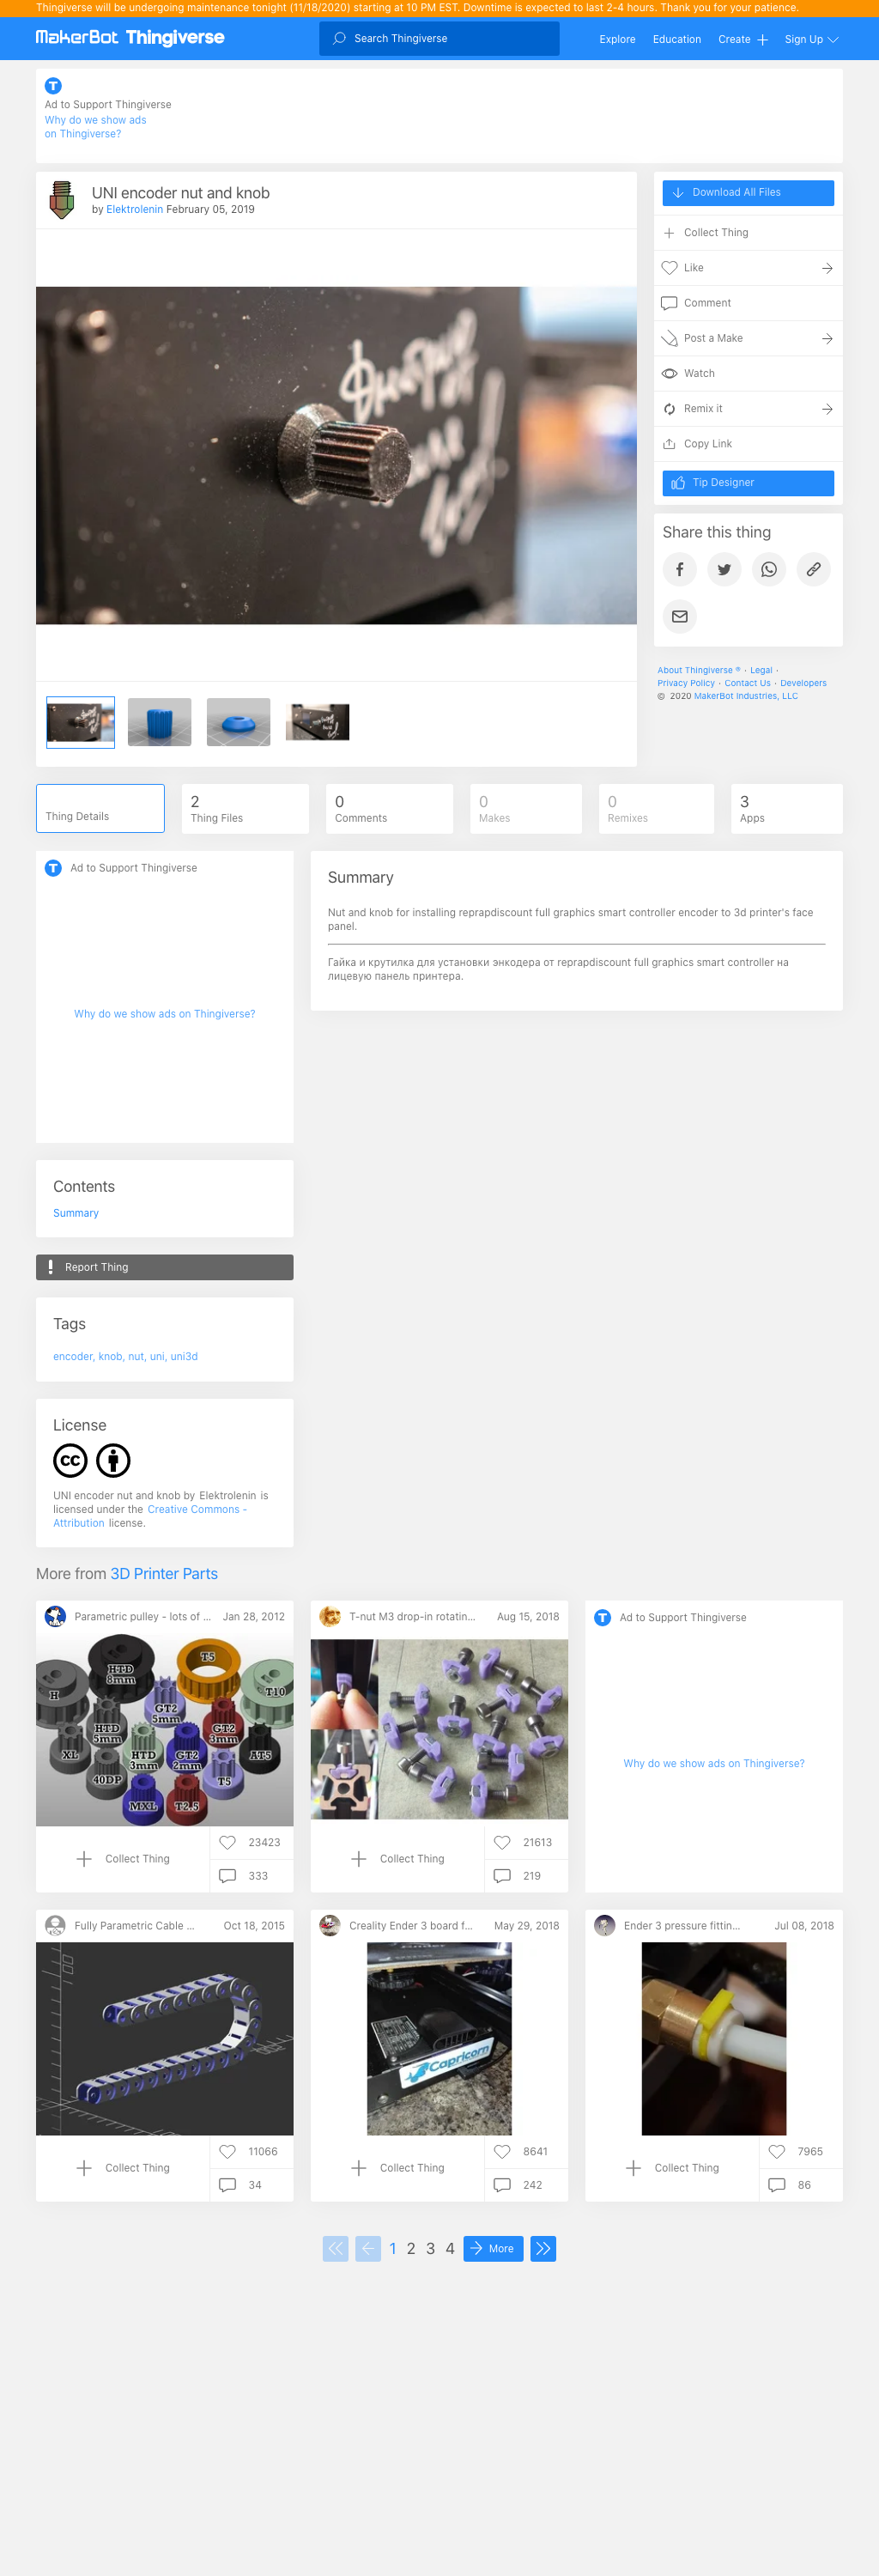 Thingiverse will be undergoing maintenance tonight (11/18/2020) starting at 10 PM EST. Downtime is expected to last 2-4 hours. Thank you for your patience.
MakerBot Thingiverse
Search Thingiverse
Explore
Education
Create
Sign Up
Ad to Support Thingiverse
Why do we show ads
on Thingiverse?
UNI encoder nut and knob
by Elektrolenin February 05, 2019
Download All Files
Collect Thing
Like
Comment
Post a Make
Watch
Remix it
Copy Link
Tip Designer
Share this thing
About Thingiverse ® · Legal ·
Privacy Policy · Contact Us · Developers
© 2020 MakerBot Industries, LLC
Thing Details
2
Thing Files
0
Comments
0
Makes
0
Remixes
3
Apps
Ad to Support Thingiverse
Why do we show ads on Thingiverse?
Summary
Nut and knob for installing reprapdiscount full graphics smart controller encoder to 3d printer's face
panel.
Гайка и крутилка для установки энкодера от reprapdiscount full graphics smart controller на
лицевую панель принтера.
Contents
Summary
Report Thing
Tags
encoder, knob, nut, uni, uni3d
License
cc
UNI encoder nut and knob by Elektrolenin is
licensed under the Creative Commons -
Attribution license.
More from 3D Printer Parts
Parametric pulley - lots of ... Jan 28, 2012
H
HTD
8mm
T5
T10
GT2
5mm
XL
HTD
5mm
HTD
3mm
GT2
2mm
GT2
3mm
AT5
40DP
T5
MXL
T2.5
Collect Thing
23423
333
T-nut M3 drop-in rotatin... Aug 15, 2018
Collect Thing
21613
219
Ad to Support Thingiverse
Why do we show ads on Thingiverse?
Fully Parametric Cable ... Oct 18, 2015
Collect Thing
11066
34
Creality Ender 3 board f... May 29, 2018
Capricorn
Collect Thing
8641
242
Ender 3 pressure fittin... Jul 08, 2018
Collect Thing
7965
86
1 2 3 4 More